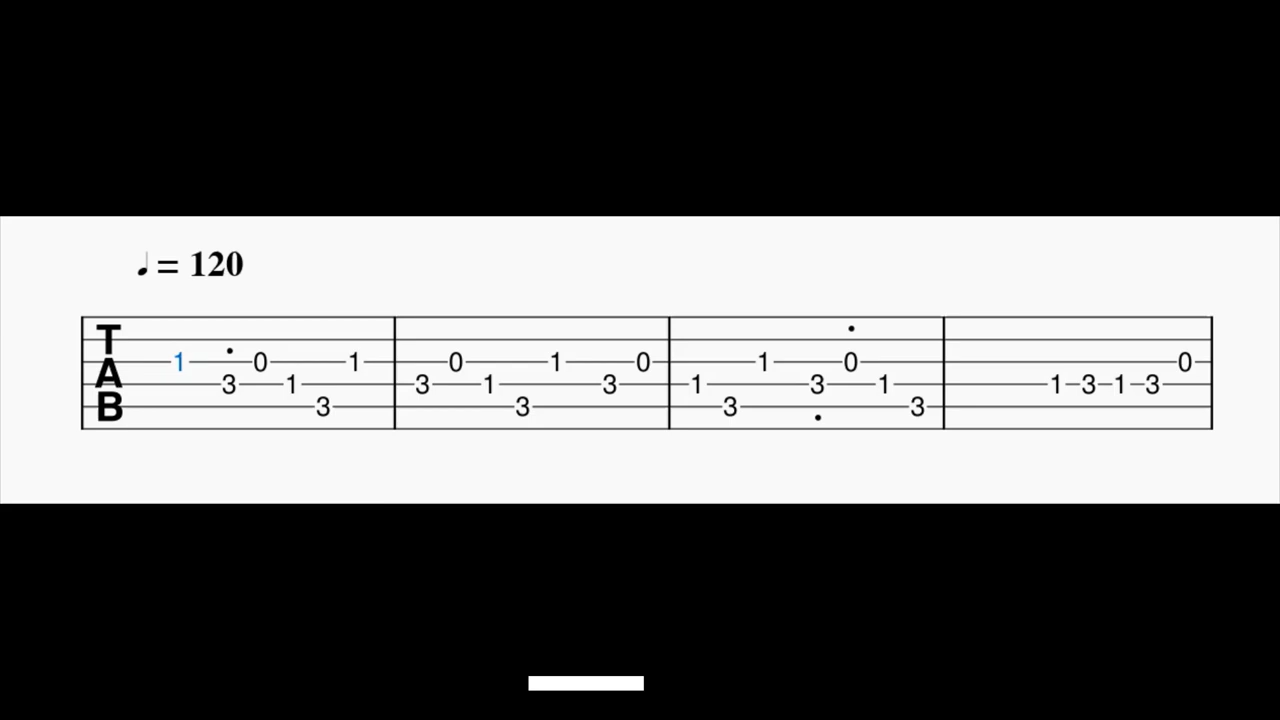 ♩ = 120
T
1 0 1 0 1 0 1 0 0
A
3 1 3 1 3 1 3 1 1 3 1 3
B
3 3 3 3